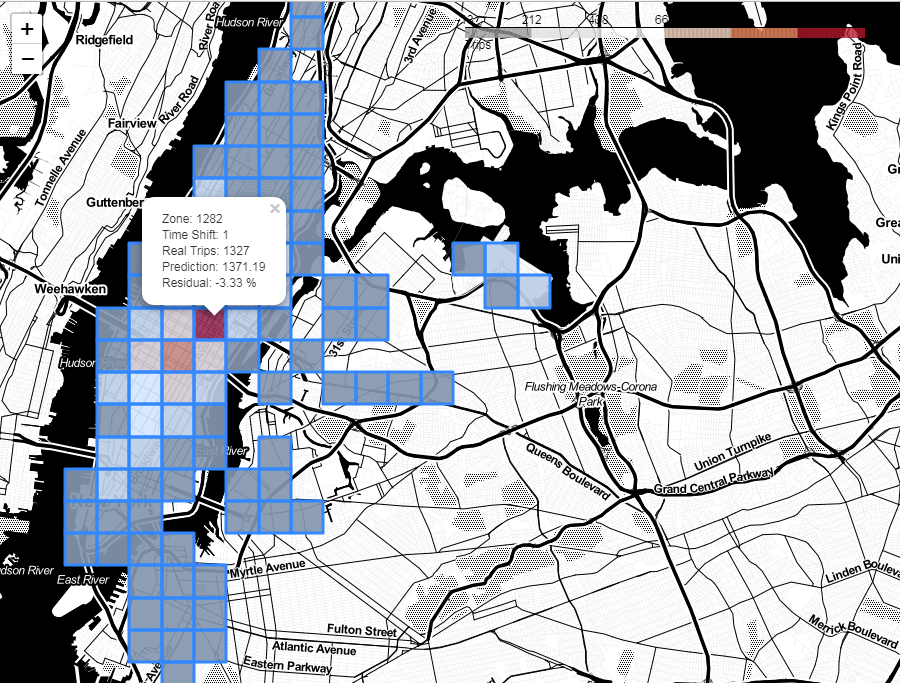 +
−
Hudson River
Ridgefield
River Road
3rd Avenue
212
66
Trips
Kings Point Road
Fairview
River Road
Tonnelle Avenue
Guttenber
×
Zone: 1282
Time Shift: 1
Real Trips: 1327
Prediction: 1371.19
Residual: -3.33 %
Grea
Uni
Weehawken
31s
Hudson
Flushing Meadows-Corona
Park
River
Queens Boulevard
Union Turnpike
Grand Central Parkway
udson River
East River
Myrtle Avenue
Linden Bouleva
Merrick Boulevard
Fulton Street
Atlantic Avenue
Eastern Parkway